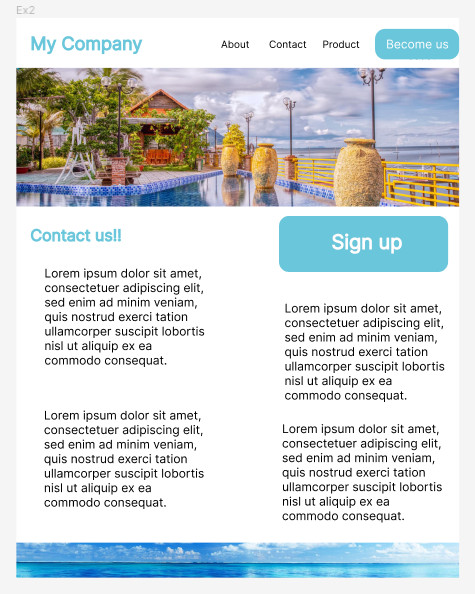 Ex2
My Company
About
Contact
Product
Become us
Contact us!!
Lorem ipsum dolor sit amet,
consectetuer adipiscing elit,
sed enim ad minim veniam,
quis nostrud exerci tation
ullamcorper suscipit lobortis
nisl ut aliquip ex ea
commodo consequat.
Lorem ipsum dolor sit amet,
consectetuer adipiscing elit,
sed enim ad minim veniam,
quis nostrud exerci tation
ullamcorper suscipit lobortis
nisl ut aliquip ex ea
commodo consequat.
Sign up
Lorem ipsum dolor sit amet,
consectetuer adipiscing elit,
sed enim ad minim veniam,
quis nostrud exerci tation
ullamcorper suscipit lobortis
nisl ut aliquip ex ea
commodo consequat.
Lorem ipsum dolor sit amet,
consectetuer adipiscing elit,
sed enim ad minim veniam,
quis nostrud exerci tation
ullamcorper suscipit lobortis
nisl ut aliquip ex ea
commodo consequat.